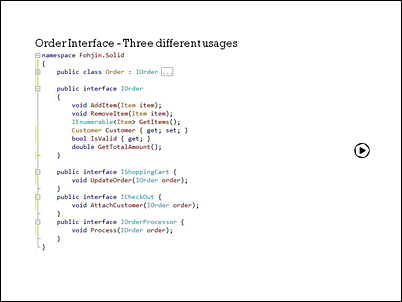 Order Interface - Three different usages
namespace Fohjin.Solid
{
public class Order : IOrder ...
public interface IOrder
{
void AddItem(Item item);
void RemoveItem(Item item);
IEnumerable<Item> GetItems();
Customer Customer { get; set; }
bool IsValid { get; }
double GetTotalAmount();
}
public interface IShoppingCart {
void UpdateOrder(IOrder order);
}
public interface ICheckOut {
void AttachCustomer(IOrder order);
}
public interface IOrderProcessor {
void Process(IOrder order);
}
}